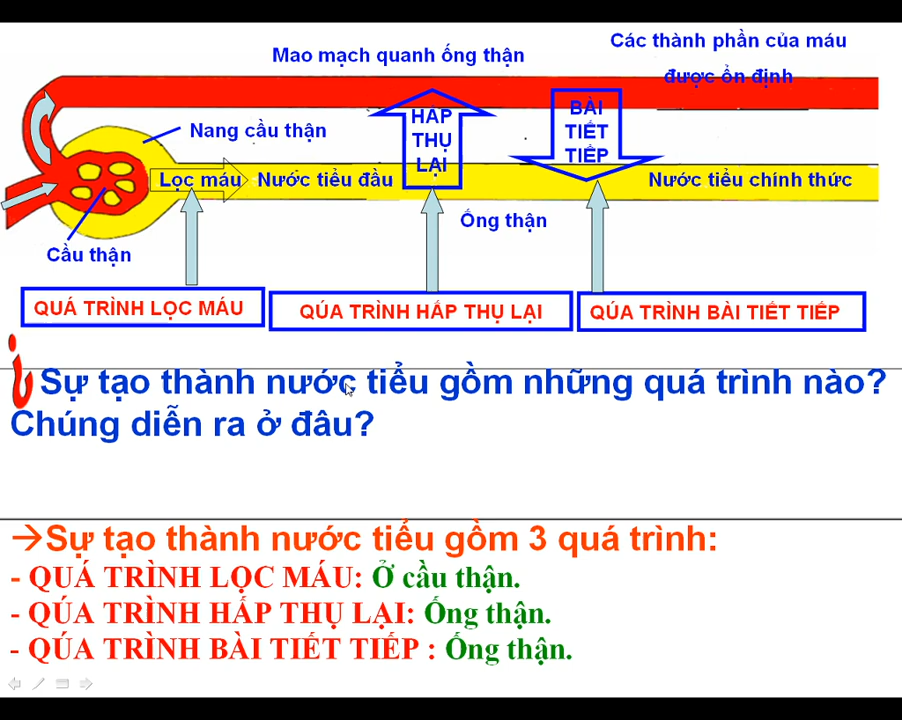 Các thành phần của máu
được ổn định
Mao mạch quanh ống thận
Nang cầu thận
HẤP
THỤ
LẠI
BÀI
TIẾT
TIẾP
Lọc máu
Nước tiểu đầu
Nước tiểu chính thức
Ống thận
Cầu thận
QUÁ TRÌNH LỌC MÁU
QÚA TRÌNH HẤP THỤ LẠI
QÚA TRÌNH BÀI TIẾT TIẾP
¿ Sự tạo thành nước tiểu gồm những quá trình nào?
Chúng diễn ra ở đâu?
→Sự tạo thành nước tiểu gồm 3 quá trình:
- QUÁ TRÌNH LỌC MÁU: Ở cầu thận.
- QÚA TRÌNH HẤP THỤ LẠI: Ống thận.
- QÚA TRÌNH BÀI TIẾT TIẾP : Ống thận.